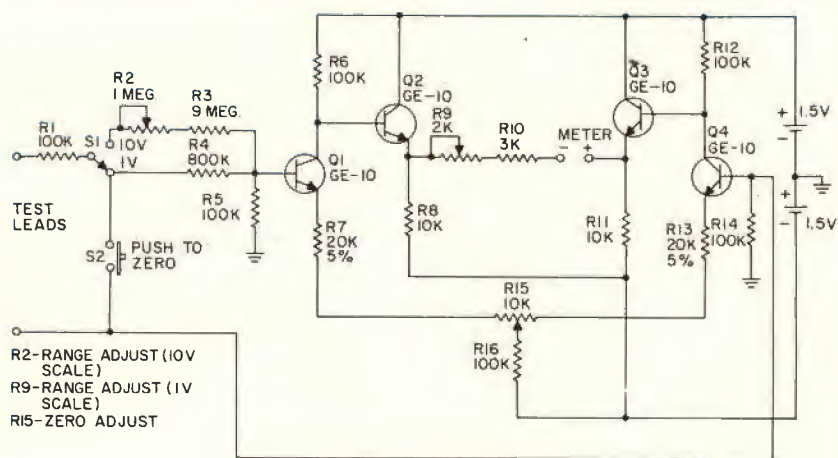 R6
100K
R12
100K
Q2
GE-10
Q3
GE-10
R2
1 MEG.
R3
9 MEG.
R1
100K
S1
10V
1V
R4
800K
R9
2K
R10
3K
METER
- +
Q4
GE-10
+
1.5V
-
Q1
GE-10
R5
100K
TEST
LEADS
S2
PUSH TO
ZERO
R7
20K
5%
R8
10K
R11
10K
R13
20K
5%
R14
100K
+
-
1.5V
R15
10K
R16
100K
R2-RANGE ADJUST (10V
SCALE)
R9-RANGE ADJUST (1V
SCALE)
R15-ZERO ADJUST